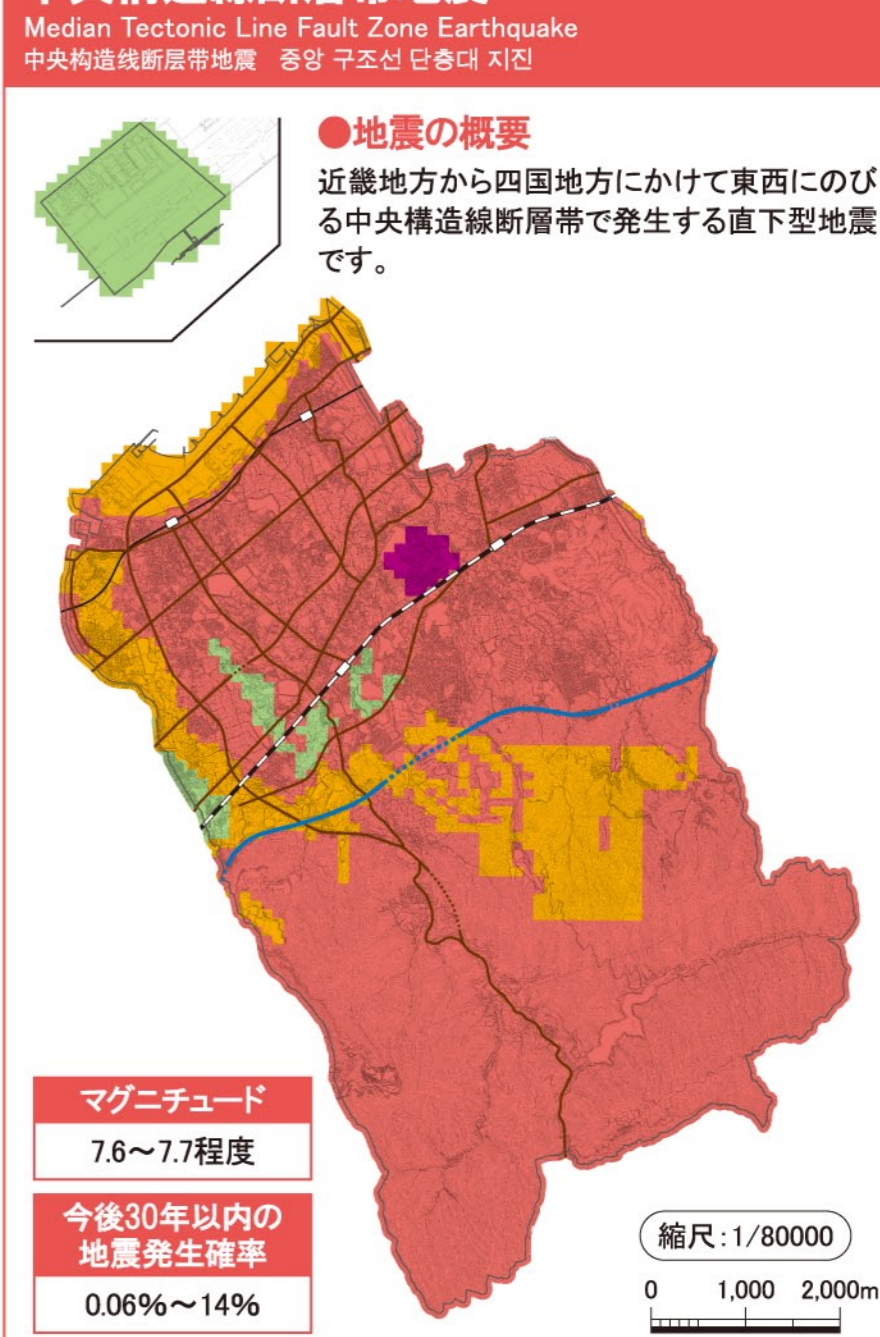 Median Tectonic Line Fault Zone Earthquake
中央构造线断层带地震 중앙 구조선 단층대 지진
●地震の概要
近畿地方から四国地方にかけて東西にのび
る中央構造線断層帯で発生する直下型地震
です。
マグニチュード
7.6～7.7程度
今後30年以内の
地震発生確率
0.06%～14%
縮尺:1/80000
0 1,000 2,000m